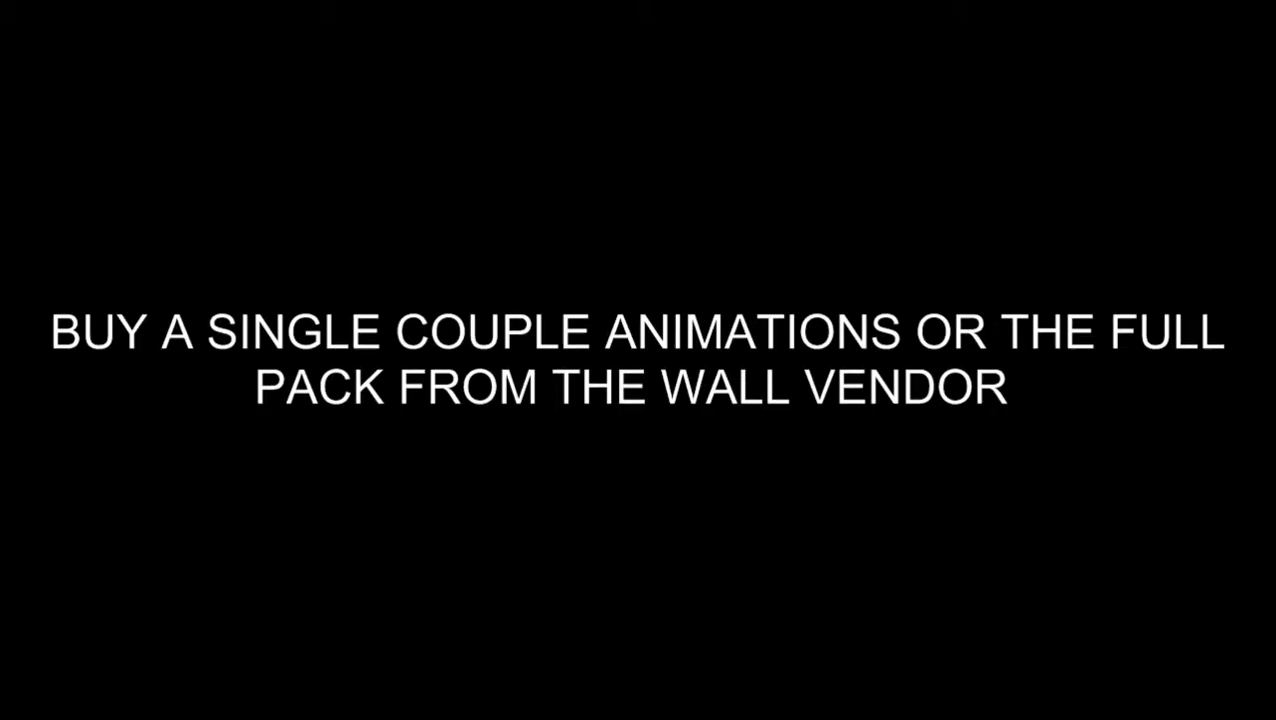 BUY A SINGLE COUPLE ANIMATIONS OR THE FULL
PACK FROM THE WALL VENDOR